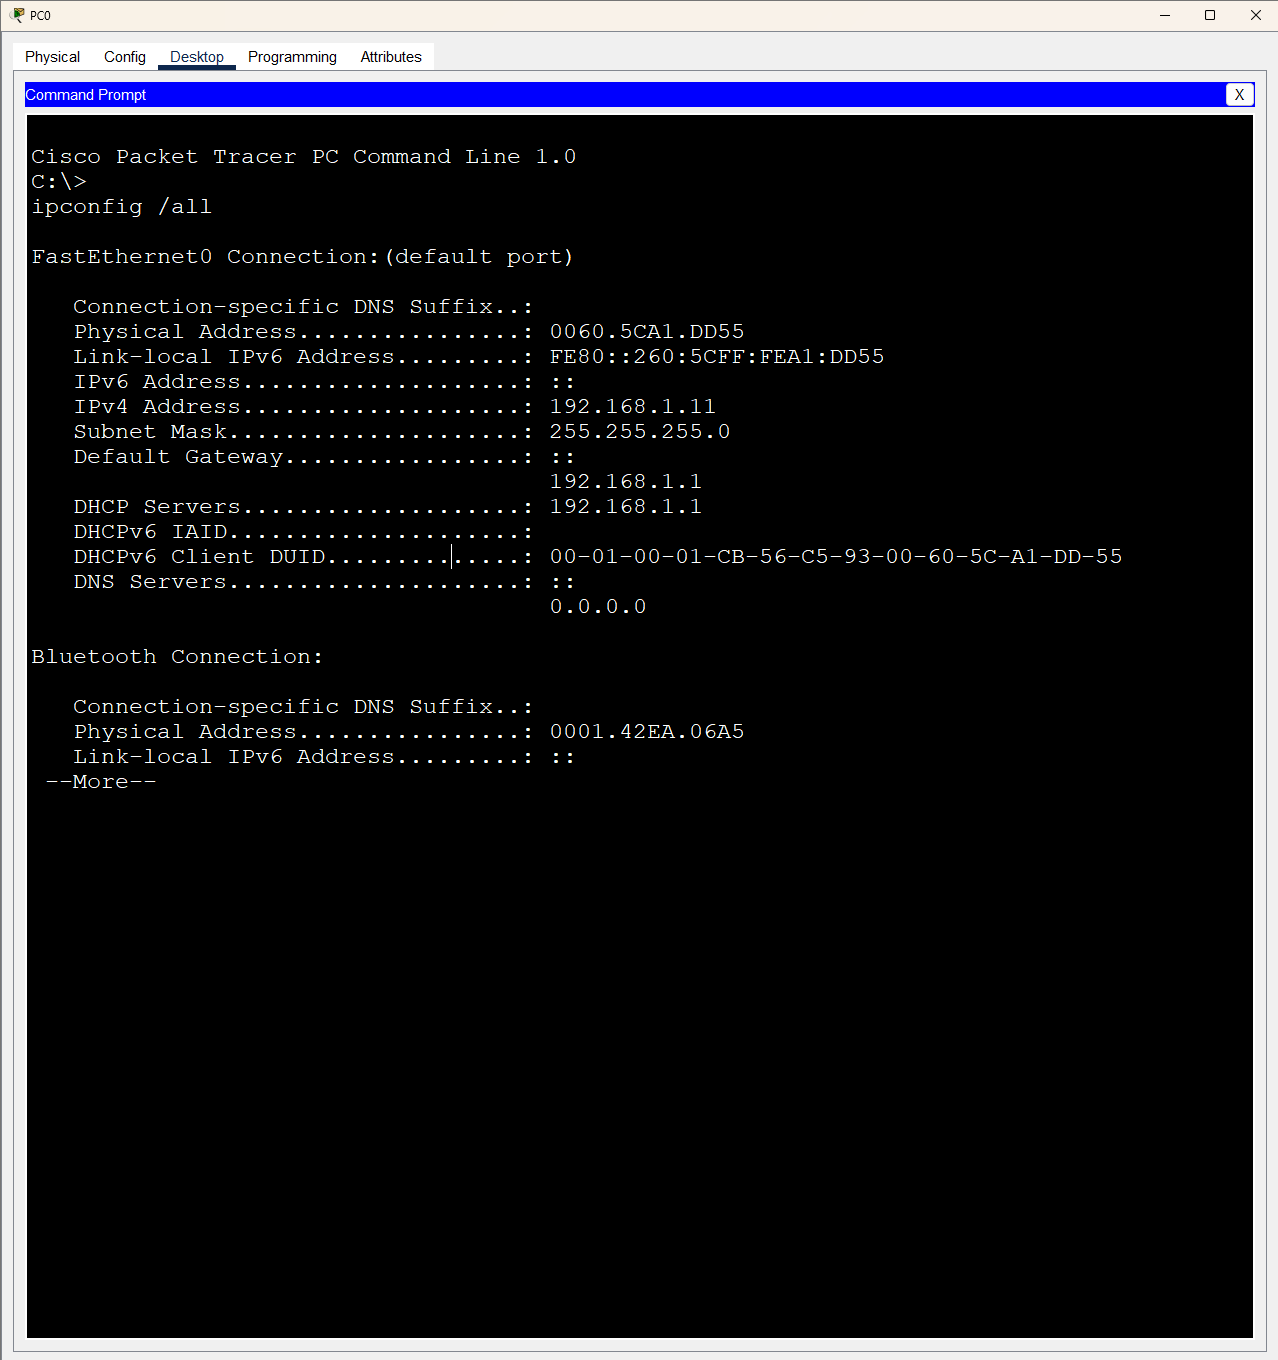 PC0
Physical Config Desktop Programming Attributes
Command Prompt X
Cisco Packet Tracer PC Command Line 1.0
C:\>
ipconfig /all
FastEthernet0 Connection:(default port)
Connection-specific DNS Suffix..:
Physical Address................: 0060.5CA1.DD55
Link-local IPv6 Address.........: FE80::260:5CFF:FEA1:DD55
IPv6 Address....................: ::
IPv4 Address....................: 192.168.1.11
Subnet Mask.....................: 255.255.255.0
Default Gateway.................: ::
192.168.1.1
DHCP Servers....................: 192.168.1.1
DHCPv6 IAID.....................:
DHCPv6 Client DUID..............: 00-01-00-01-CB-56-C5-93-00-60-5C-A1-DD-55
DNS Servers.....................: ::
0.0.0.0
Bluetooth Connection:
Connection-specific DNS Suffix..:
Physical Address................: 0001.42EA.06A5
Link-local IPv6 Address.........: ::
--More--